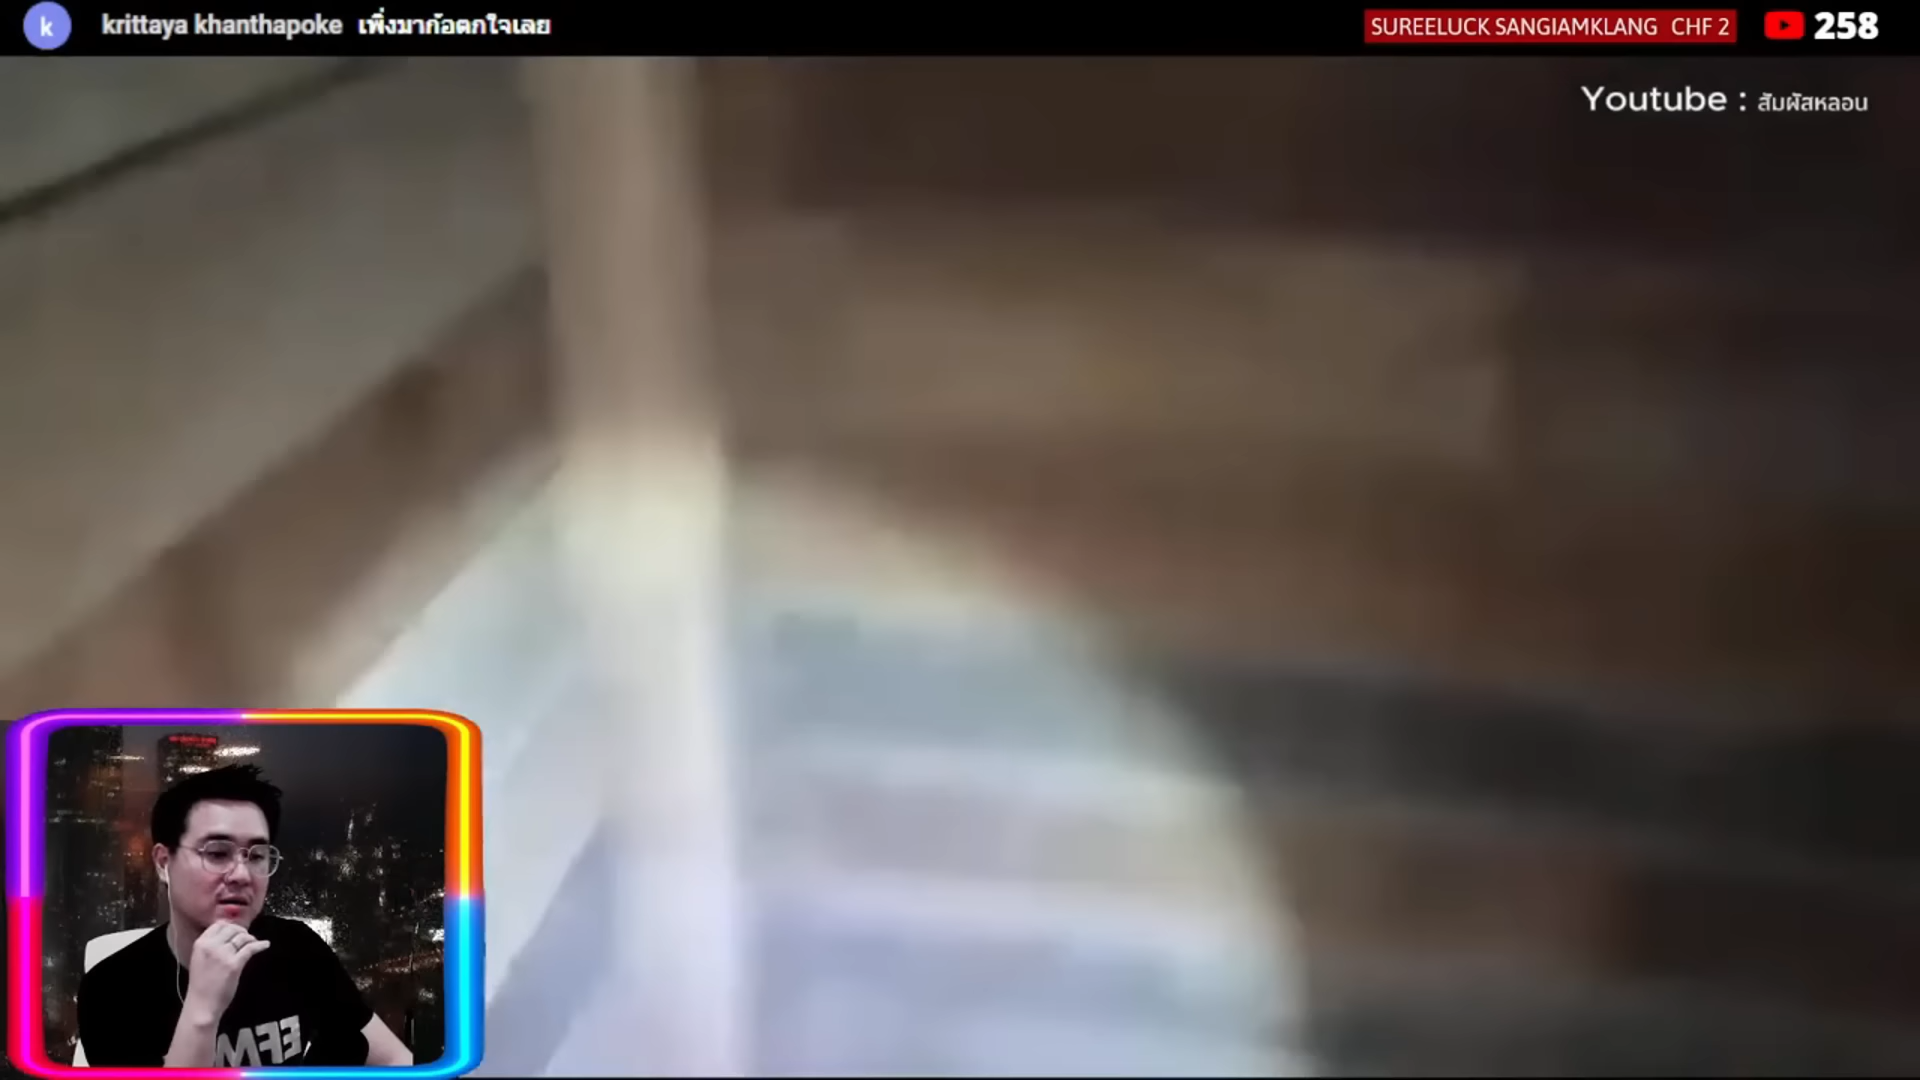 k krittaya khanthapoke เพิ่งมาก้อตกใจเลย
SUREELUCK SANGIAMKLANG CHF 2
258
Youtube : สัมผัสหลอน
EFM